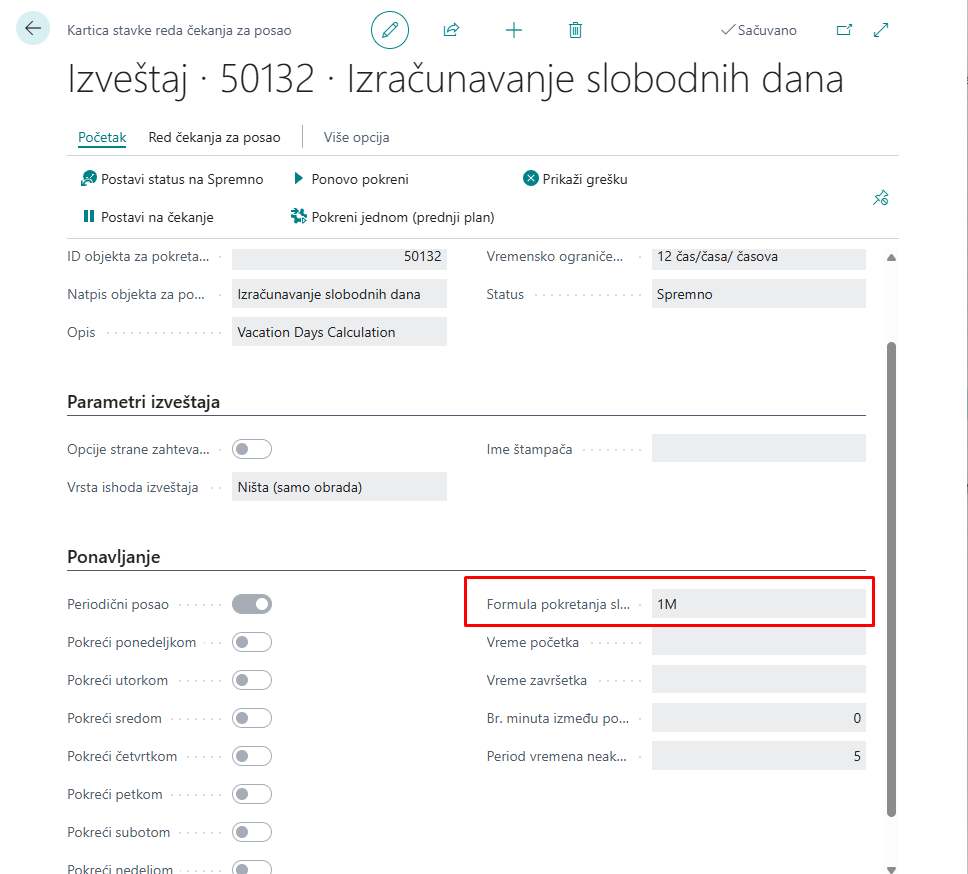 Kartica stavke reda čekanja za posao
Sačuvano
Izveštaj · 50132 · Izračunavanje slobodnih dana
Početak Red čekanja za posao Više opcija
Postavi status na Spremno Ponovo pokreni Prikaži grešku
Postavi na čekanje Pokreni jednom (prednji plan)
ID objekta za pokreta... 50132 Vremensko ograniče... 12 čas/časa/ časova
Natpis objekta za po... Izračunavanje slobodnih dana Status Spremno
Opis Vacation Days Calculation
Parametri izveštaja
Opcije strane zahteva... Ime štampača
Vrsta ishoda izveštaja Ništa (samo obrada)
Ponavljanje
Periodični posao Formula pokretanja sl... 1M
Pokreći ponedeljkom Vreme početka
Pokreći utorkom Vreme završetka
Pokreći sredom Br. minuta između po... 0
Pokreći četvrtkom Period vremena neak... 5
Pokreći petkom
Pokreći subotom
Pokreći nedeljom